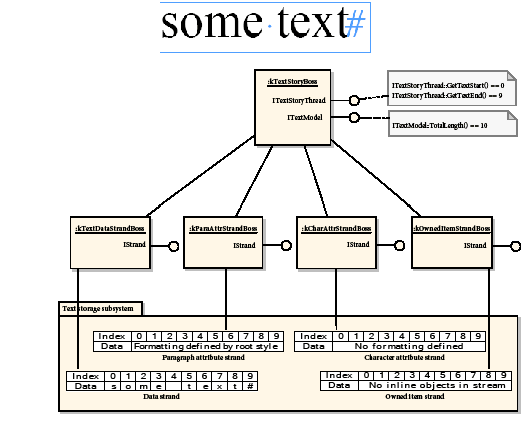 some·text#
:kTextStoryBoss
ITextStoryThread
ITextModel
ITextStoryThread::GetTextStart() == 0
ITextStoryThread::GetTextEnd() == 9
ITextModel::TotalLength() == 10
:kTextDataStrandBoss
IStrand
:kParaAttrStrandBoss
IStrand
:kCharAttrStrandBoss
IStrand
:kOwnedItemStrandBoss
IStrand
Text storage subsystem
Index 0 1 2 3 4 5 6 7 8 9
Data Formatting defined by root style
Paragraph attribute strand
Index 0 1 2 3 4 5 6 7 8 9
Data No formatting defined
Character attribute strand
Index 0 1 2 3 4 5 6 7 8 9
Data s o m e t e x t #
Data strand
Index 0 1 2 3 4 5 6 7 8 9
Data No inline objects in stream
Owned item strand